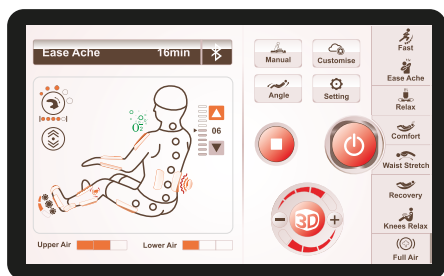 Ease Ache 16min
Manual
Customise
Angle
Setting
O₂
06
3D
Upper Air
Lower Air
Fast
Ease Ache
Relax
Comfort
Waist Stretch
Recovery
Knees Relax
Full Air